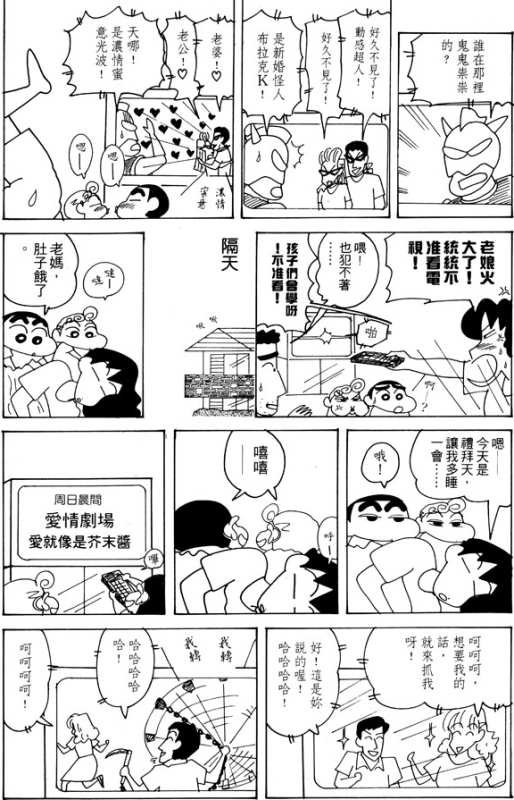 誰在那裡
鬼鬼祟祟
的？
好久不見了！
動感超人！
好久不見了！
是新婚怪人
布拉克K！
老婆！♡
老公！♡
濃情
蜜意
天哪！
是濃情蜜
意光波！
嗯—
嗯—
老娘火
大了！
統統不
准看電
視！
啊？
啪
喂！
也犯不著
……
孩子們會學呀
！不准看！
隔天
啾
啾
哇—
哇
老媽，
肚子餓了
。
嗯—
今天是
禮拜天，
讓我多睡
一會……
哦！
呼—
嘻嘻
——
周日晨間
愛情劇場
愛就像是芥末醬
嗶
呵呵呵，
想要我的
話，
就來抓我
呀！
好！這是妳
說的喔！
哈哈哈哈！
我轉
我轉
哈哈哈哈
哈！
呵呵呵呵！